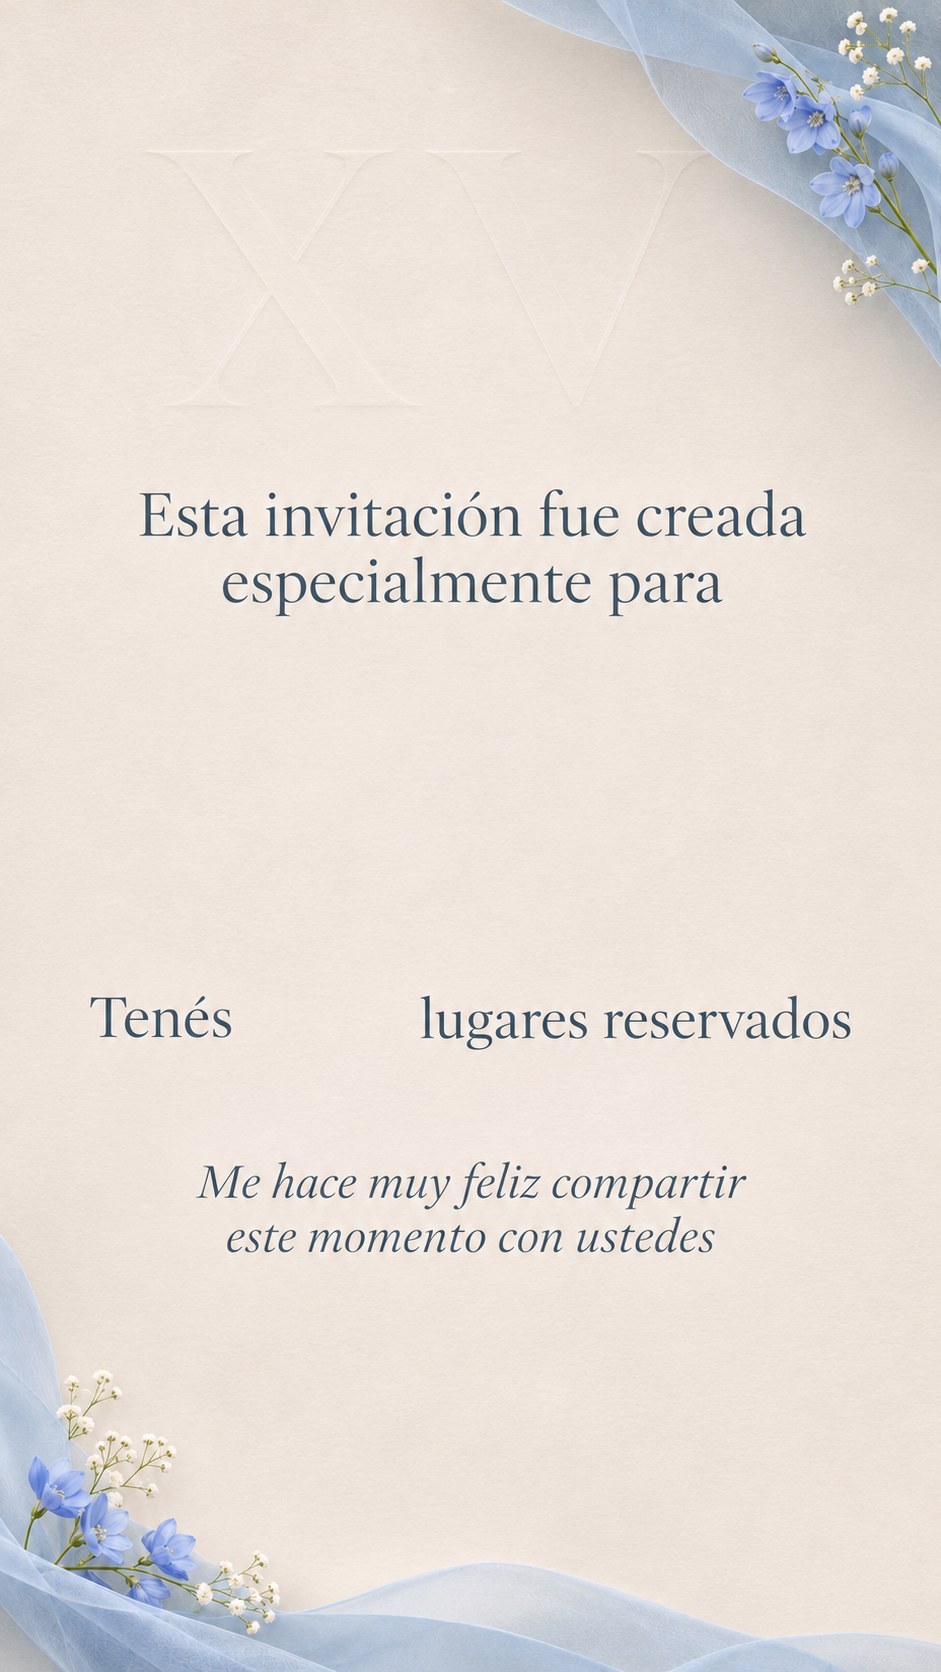 XV
Esta invitación fue creada
especialmente para
Tenés lugares reservados
Me hace muy feliz compartir
este momento con ustedes